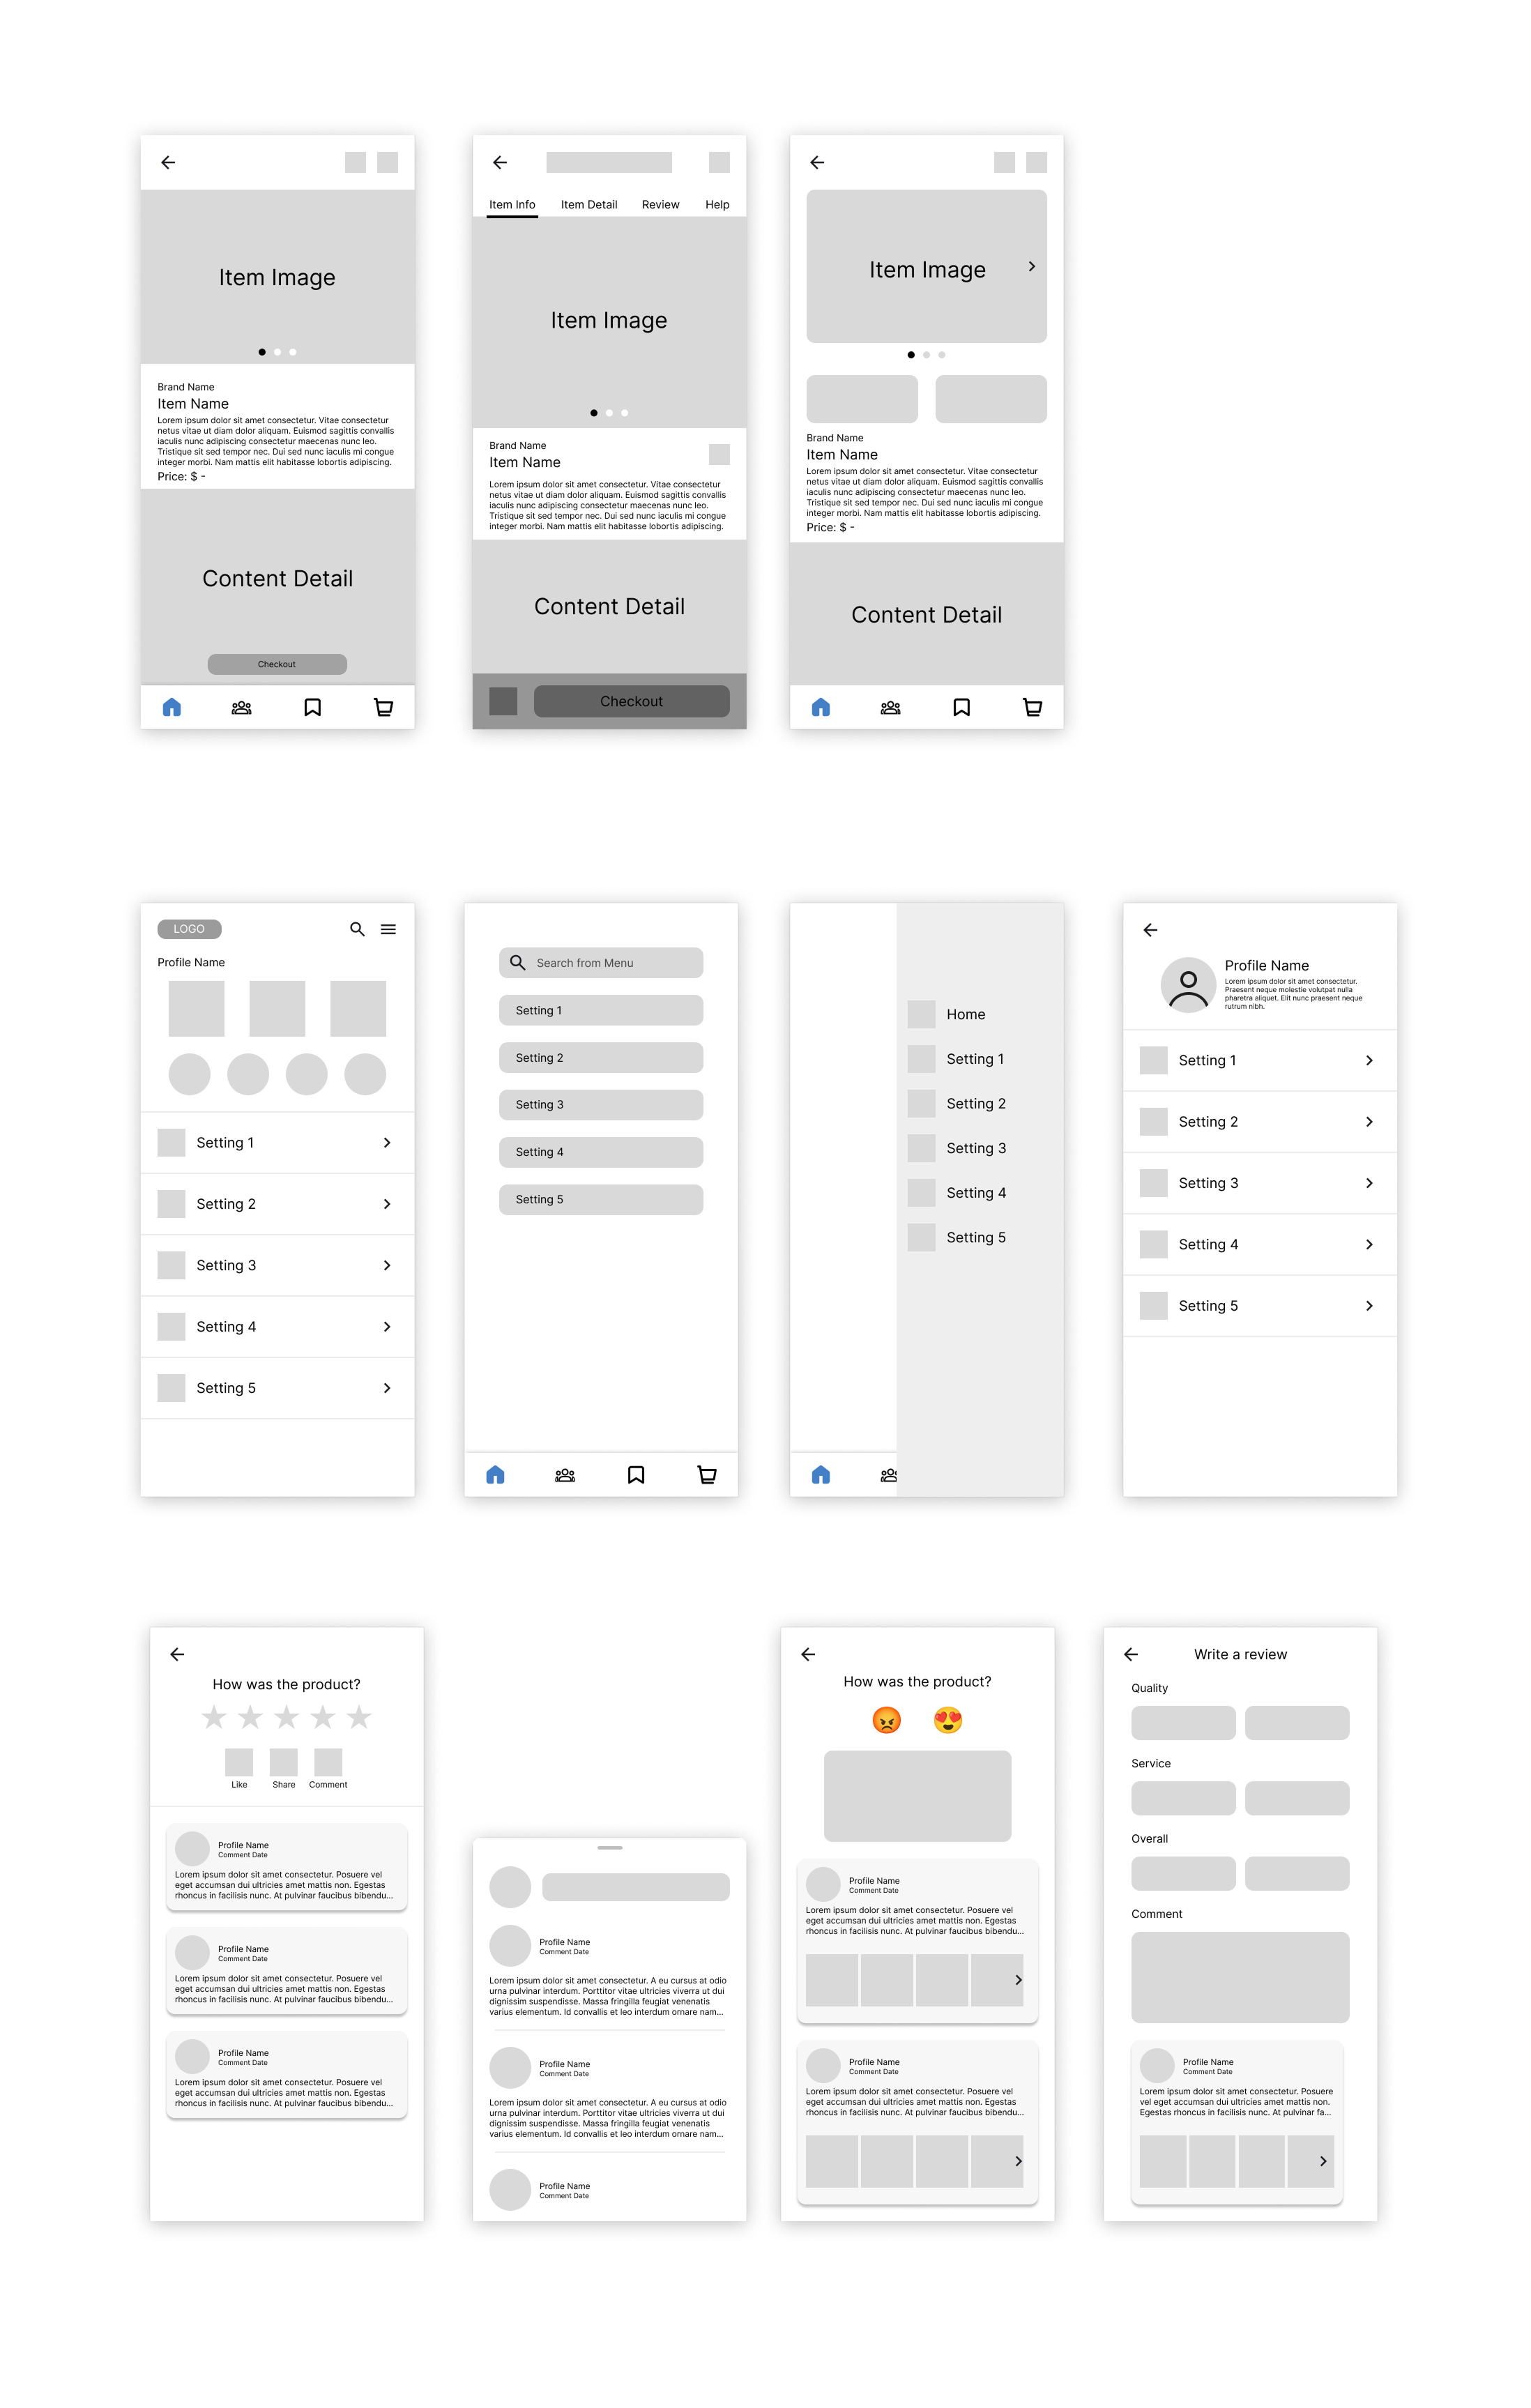 Item Image
Brand Name
Item Name
Lorem ipsum dolor sit amet consectetur. Vitae consectetur
netus vitae ut diam dolor aliquam. Euismod sagittis convallis
iaculis nunc adipiscing consectetur maecenas nunc leo.
Tristique sit sed tempor nec. Dui sed nunc iaculis mi congue
integer morbi. Nam mattis elit habitasse lobortis adipiscing.
Price: $ -
Content Detail
Checkout
Item Info Item Detail Review Help
Item Image
Brand Name
Item Name
Lorem ipsum dolor sit amet consectetur. Vitae consectetur
netus vitae ut diam dolor aliquam. Euismod sagittis convallis
iaculis nunc adipiscing consectetur maecenas nunc leo.
Tristique sit sed tempor nec. Dui sed nunc iaculis mi congue
integer morbi. Nam mattis elit habitasse lobortis adipiscing.
Content Detail
Checkout
Item Image
Brand Name
Item Name
Lorem ipsum dolor sit amet consectetur. Vitae consectetur
netus vitae ut diam dolor aliquam. Euismod sagittis convallis
iaculis nunc adipiscing consectetur maecenas nunc leo.
Tristique sit sed tempor nec. Dui sed nunc iaculis mi congue
integer morbi. Nam mattis elit habitasse lobortis adipiscing.
Price: $ -
Content Detail
LOGO
Profile Name
Setting 1
Setting 2
Setting 3
Setting 4
Setting 5
Search from Menu
Setting 1
Setting 2
Setting 3
Setting 4
Setting 5
Home
Setting 1
Setting 2
Setting 3
Setting 4
Setting 5
Profile Name
Lorem ipsum dolor sit amet consectetur.
Praesent neque molestie volutpat nulla
pharetra aliquet. Elit nunc praesent neque
rutrum nibh.
Setting 1
Setting 2
Setting 3
Setting 4
Setting 5
How was the product?
Like Share Comment
Profile Name
Comment Date
Lorem ipsum dolor sit amet consectetur. Posuere vel
eget accumsan dui ultricies amet mattis non. Egestas
rhoncus in facilisis nunc. At pulvinar faucibus bibendu...
Profile Name
Comment Date
Lorem ipsum dolor sit amet consectetur. Posuere vel
eget accumsan dui ultricies amet mattis non. Egestas
rhoncus in facilisis nunc. At pulvinar faucibus bibendu...
Profile Name
Comment Date
Lorem ipsum dolor sit amet consectetur. Posuere vel
eget accumsan dui ultricies amet mattis non. Egestas
rhoncus in facilisis nunc. At pulvinar faucibus bibendu...
Profile Name
Comment Date
Lorem ipsum dolor sit amet consectetur. A eu cursus at odio
urna pulvinar interdum. Porttitor vitae ultricies viverra ut dui
dignissim suspendisse. Massa fringilla feugiat venenatis
varius elementum. Id convallis et leo interdum ornare nam...
Profile Name
Comment Date
Lorem ipsum dolor sit amet consectetur. A eu cursus at odio
urna pulvinar interdum. Porttitor vitae ultricies viverra ut dui
dignissim suspendisse. Massa fringilla feugiat venenatis
varius elementum. Id convallis et leo interdum ornare nam...
Profile Name
Comment Date
How was the product?
Profile Name
Comment Date
Lorem ipsum dolor sit amet consectetur. Posuere vel
eget accumsan dui ultricies amet mattis non. Egestas
rhoncus in facilisis nunc. At pulvinar faucibus bibendu...
Profile Name
Comment Date
Lorem ipsum dolor sit amet consectetur. Posuere vel
eget accumsan dui ultricies amet mattis non. Egestas
rhoncus in facilisis nunc. At pulvinar faucibus bibendu...
Write a review
Quality
Service
Overall
Comment
Profile Name
Comment Date
Lorem ipsum dolor sit amet consectetur. Posuere
vel eget accumsan dui ultricies amet mattis non.
Egestas rhoncus in facilisis nunc. At pulvinar fa...